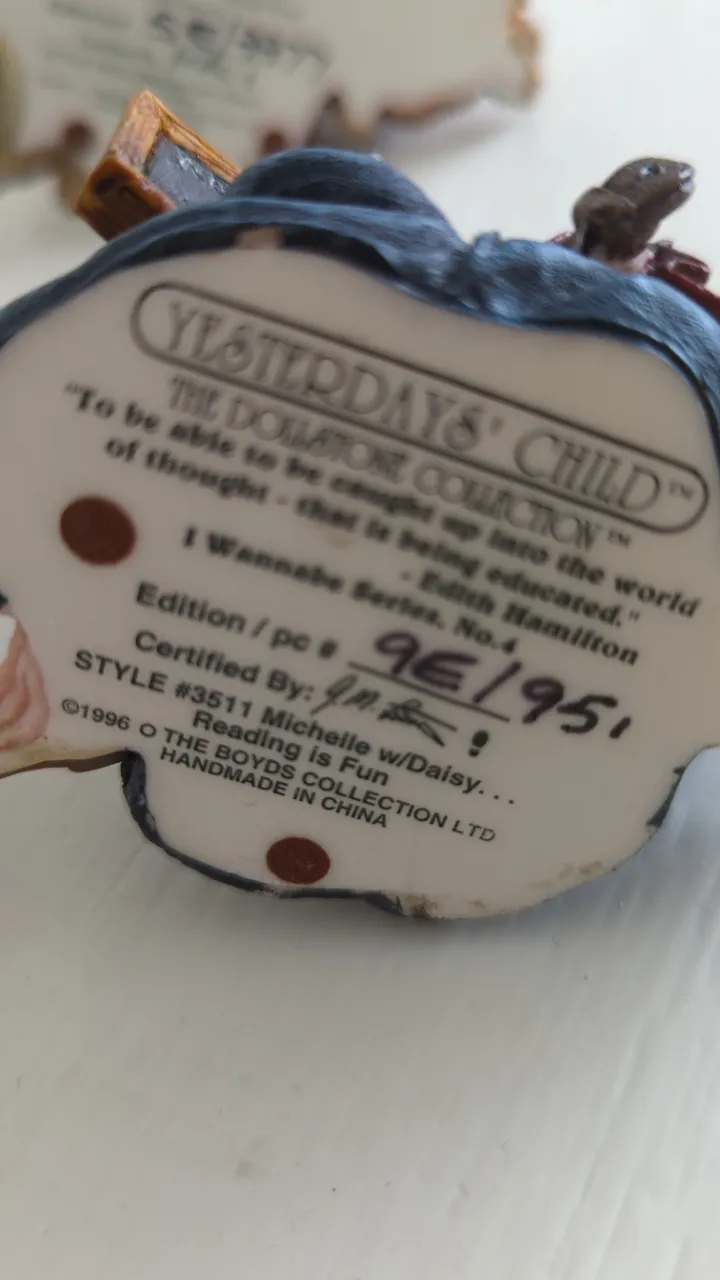 YESTERDAYS' CHILD™
THE DOLLSTONE COLLECTION™
"To be able to be caught up into the world
of thought - that is being educated."
- Edith Hamilton
I Wannabe Series, No.4
Edition / pc # 9E/951
Certified By:
STYLE #3511 Michelle w/Daisy...
Reading is Fun
©1996 O THE BOYDS COLLECTION LTD
HANDMADE IN CHINA